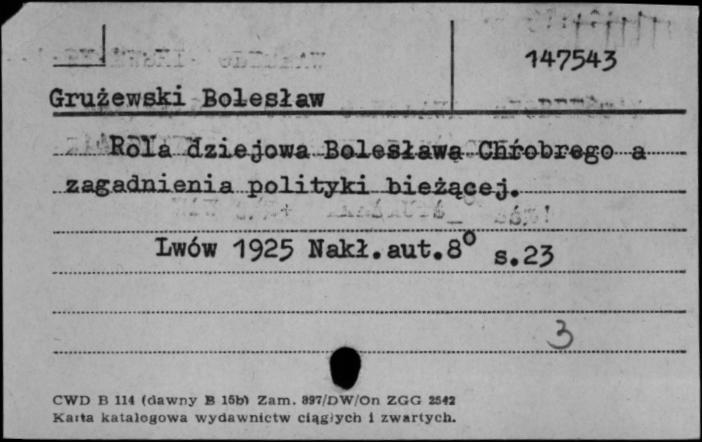 147543
Grużewski Bolesław
Rola dziejowa Bolesława Chrobrego a
zagadnienia polityki bieżącej.
Lwów 1925 Nakł.aut.8° s.23
3
CWD B 114 (dawny B 15b) Zam. 897/DW/On ZGG 2542
Karta katalogowa wydawnictw ciągłych i zwartych.